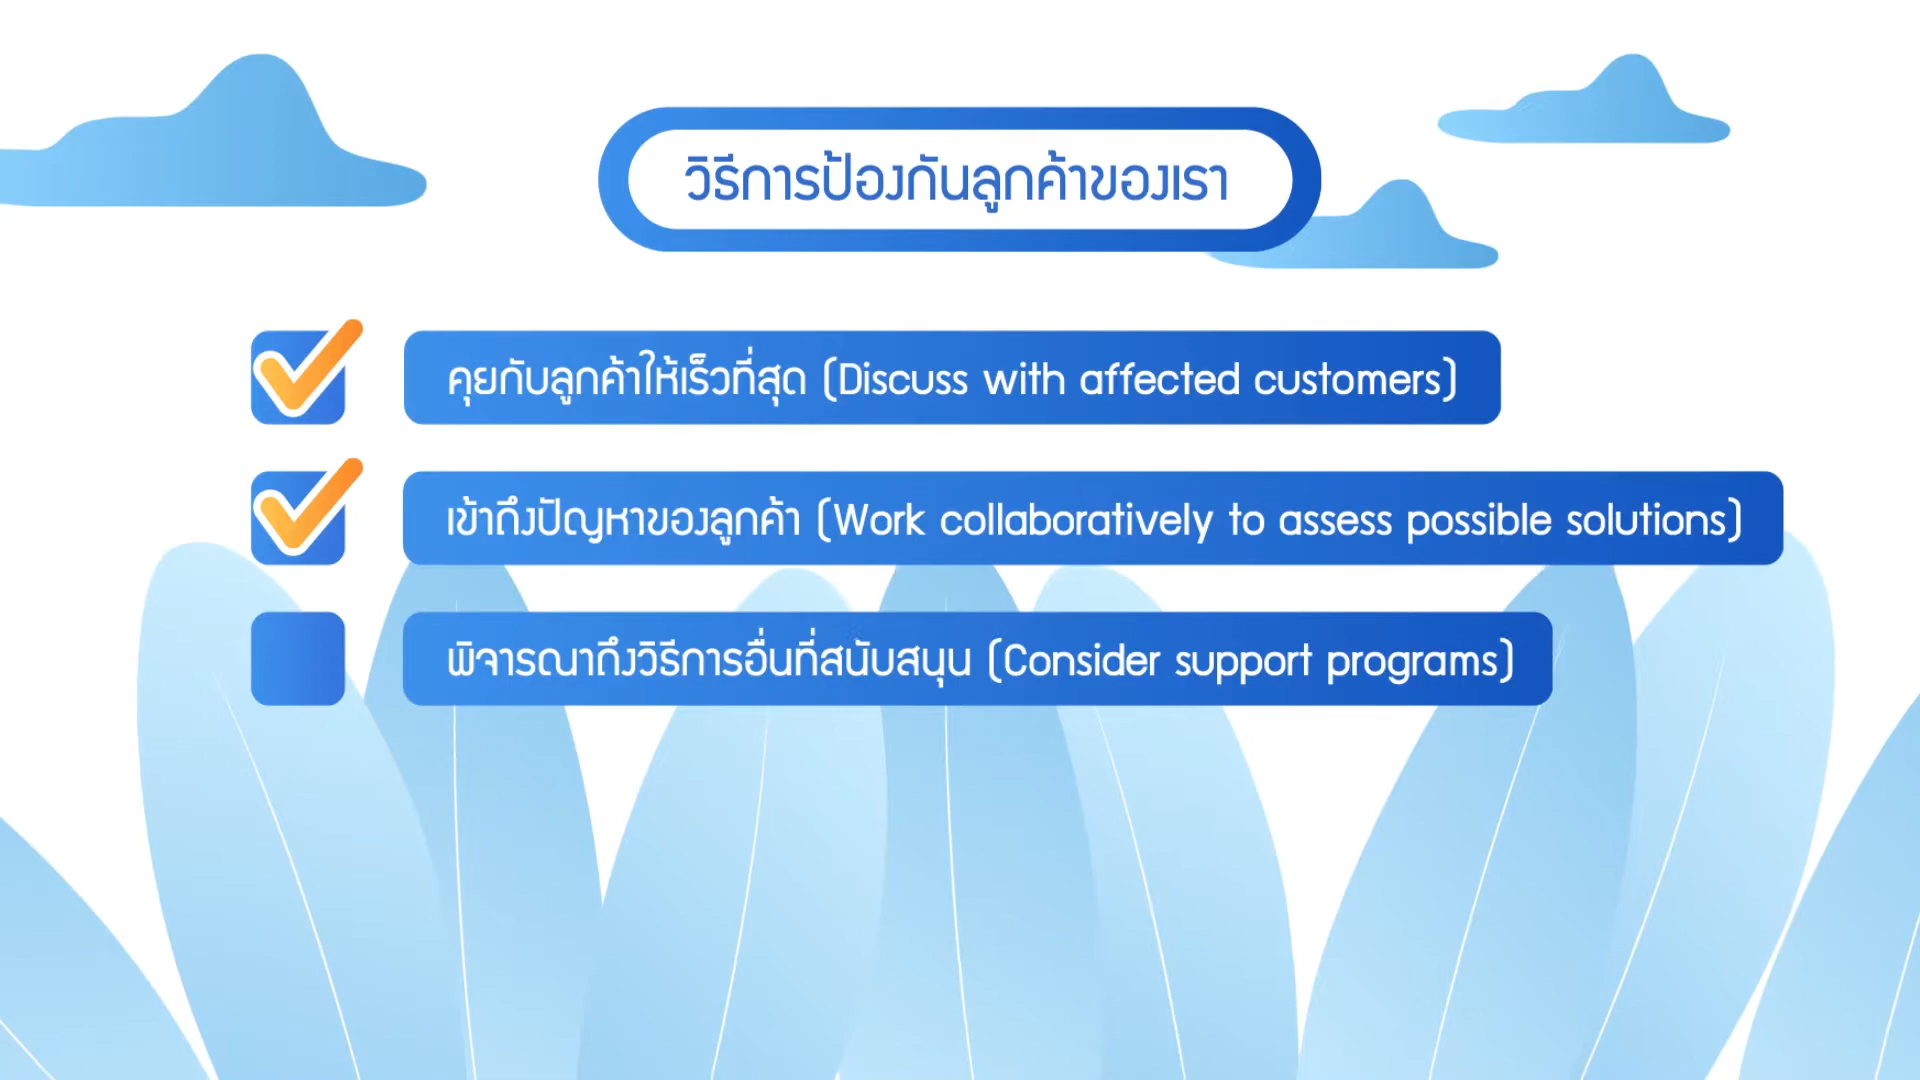 วิธีการป้องกันลูกค้าของเรา
คุยกับลูกค้าให้เร็วที่สุด (Discuss with affected customers)
เข้าถึงปัญหาของลูกค้า (Work collaboratively to assess possible solutions)
พิจารณาถึงวิธีการอื่นที่สนับสนุน (Consider support programs)